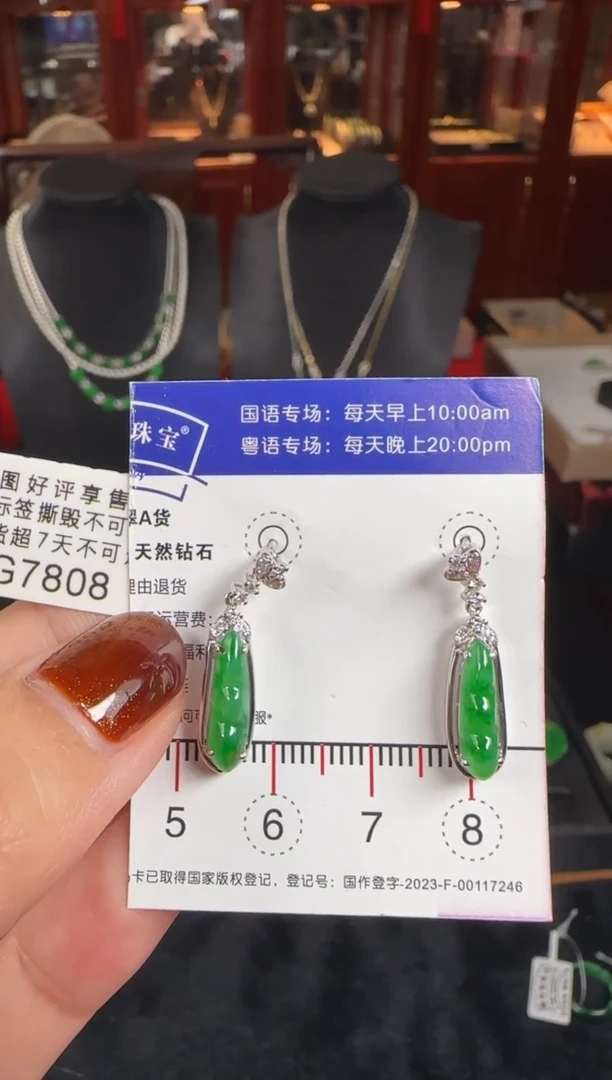 国语专场：每天早上10:00am
粤语专场：每天晚上20:00pm
珠宝®
图好评享售
标签撕毁不可
超7天不可
G7808
A货
天然钻石
理由退货
运营费：
福利
服*
5 6 7 8
卡已取得国家版权登记，登记号：国作登字-2023-F-00117246